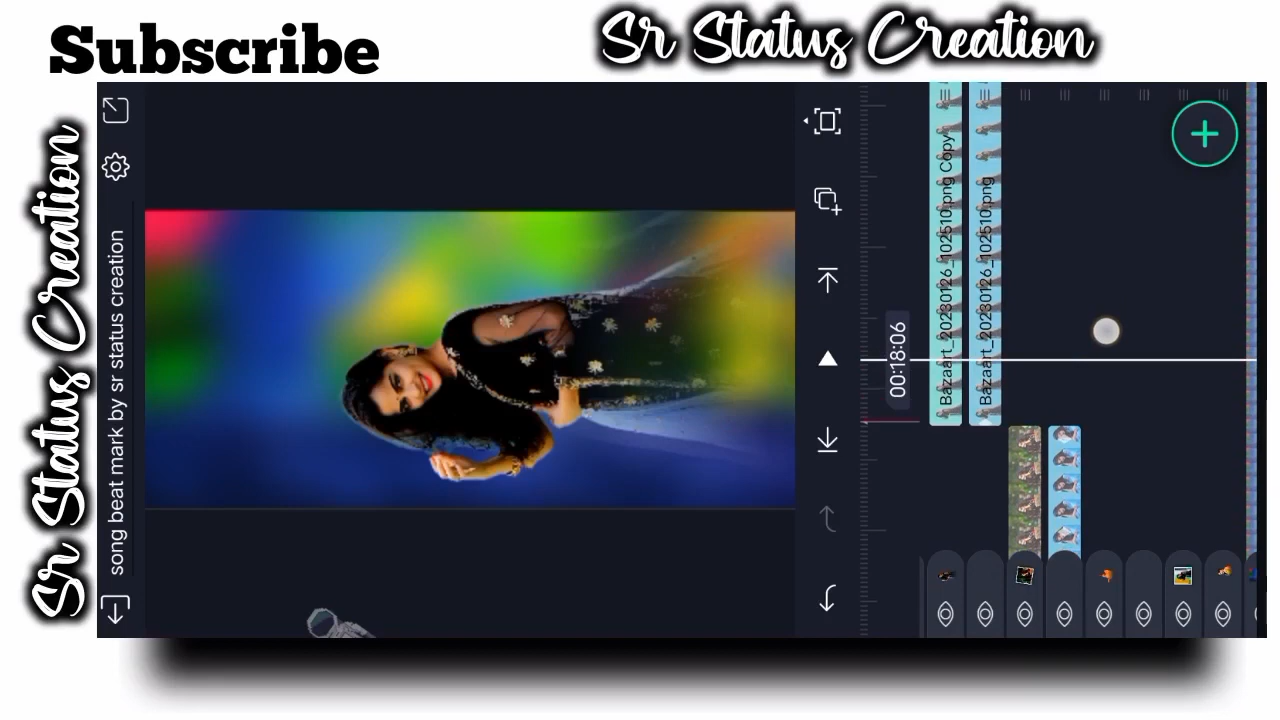 Subscribe
Sr Status Creation
Sr Status Creation
song beat mark by sr status creation
00:18:06
Bazaart_20230126_102510.png Copy
Bazaart_20230126_102510.png